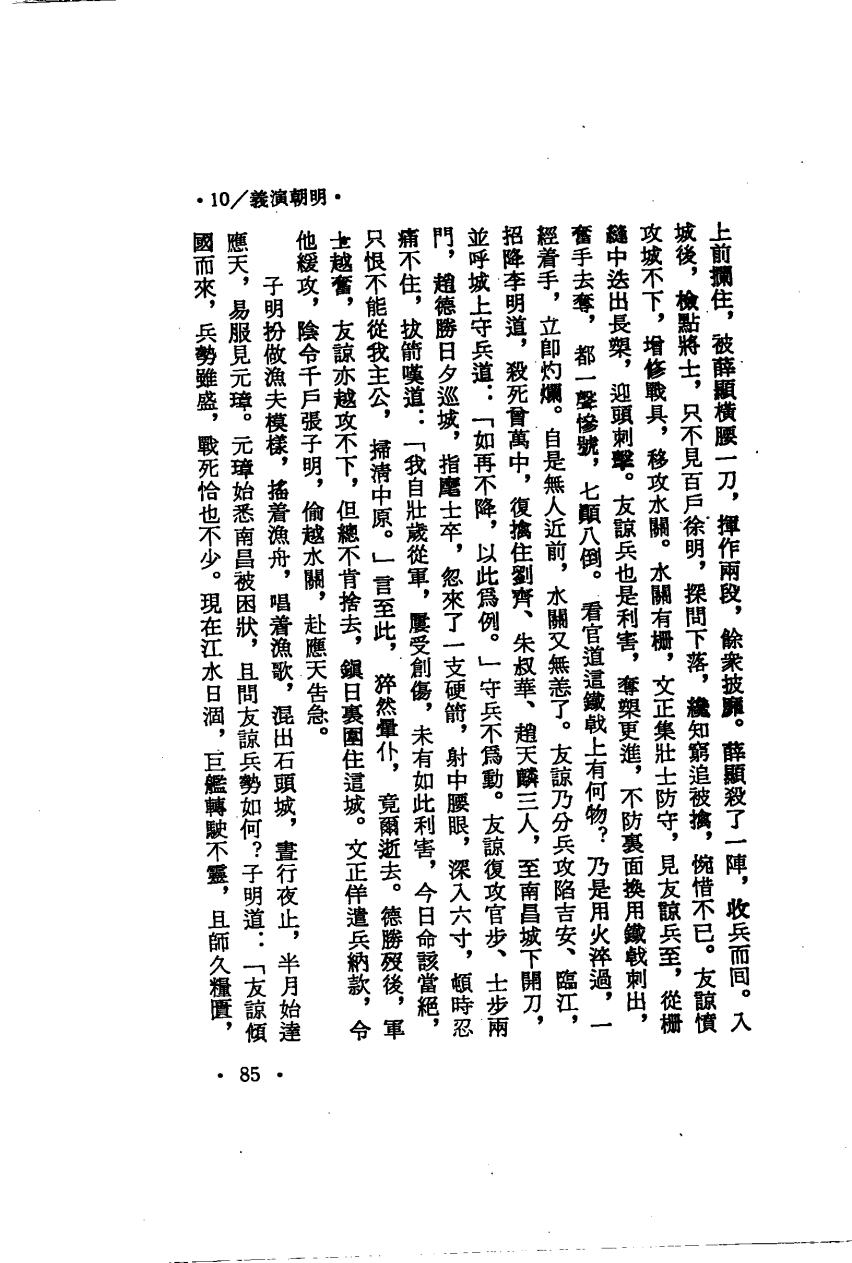 ·10／義演朝明·
上前攔住，被薛顯橫腰一刀，揮作兩段，餘衆披靡。薛顯殺了一陣，收兵而回。入
城後，檢點將士，只不見百戶徐明，探問下落，纔知窮追被擒，惋惜不已。友諒憤
攻城不下，增修戰具，移攻水關。水關有柵，文正集壯士防守，見友諒兵至，從柵
縫中迭出長槊，迎頭刺擊。友諒兵也是利害，奪槊更進，不防裏面換用鐵戟刺出，
奮手去奪，都一聲慘號，七顚八倒。看官道這鐵戟上有何物？乃是用火淬過，一
經着手，立卽灼爛。自是無人近前，水關又無恙了。友諒乃分兵攻陷吉安、臨江，
招降李明道，殺死曾萬中，復擒住劉齊、朱叔華、趙天麟三人，至南昌城下開刀，
並呼城上守兵道：「如再不降，以此爲例。」守兵不爲動。友諒復攻官步、士步兩
門，趙德勝日夕巡城，指麾士卒，忽來了一支硬箭，射中腰眼，深入六寸，頓時忍
痛不住，拔箭嘆道：「我自壯歲從軍，屢受創傷，未有如此利害，今日命該當絕，
只恨不能從我主公，掃淸中原。」言至此，猝然暈仆，竟爾逝去。德勝歿後，軍
士越奮，友諒亦越攻不下，但總不肯捨去，鎭日裏圍住這城。文正佯遣兵納款，令
他緩攻，陰令千戶張子明，偷越水關，赴應天吿急。
子明扮做漁夫模樣，搖着漁舟，唱着漁歌，混出石頭城，晝行夜止，半月始達
應天，易服見元璋。元璋始悉南昌被困狀，且問友諒兵勢如何？子明道：「友諒傾
國而來，兵勢雖盛，戰死恰也不少。現在江水日涸，巨艦轉駛不靈，且師久糧匱，
·85·